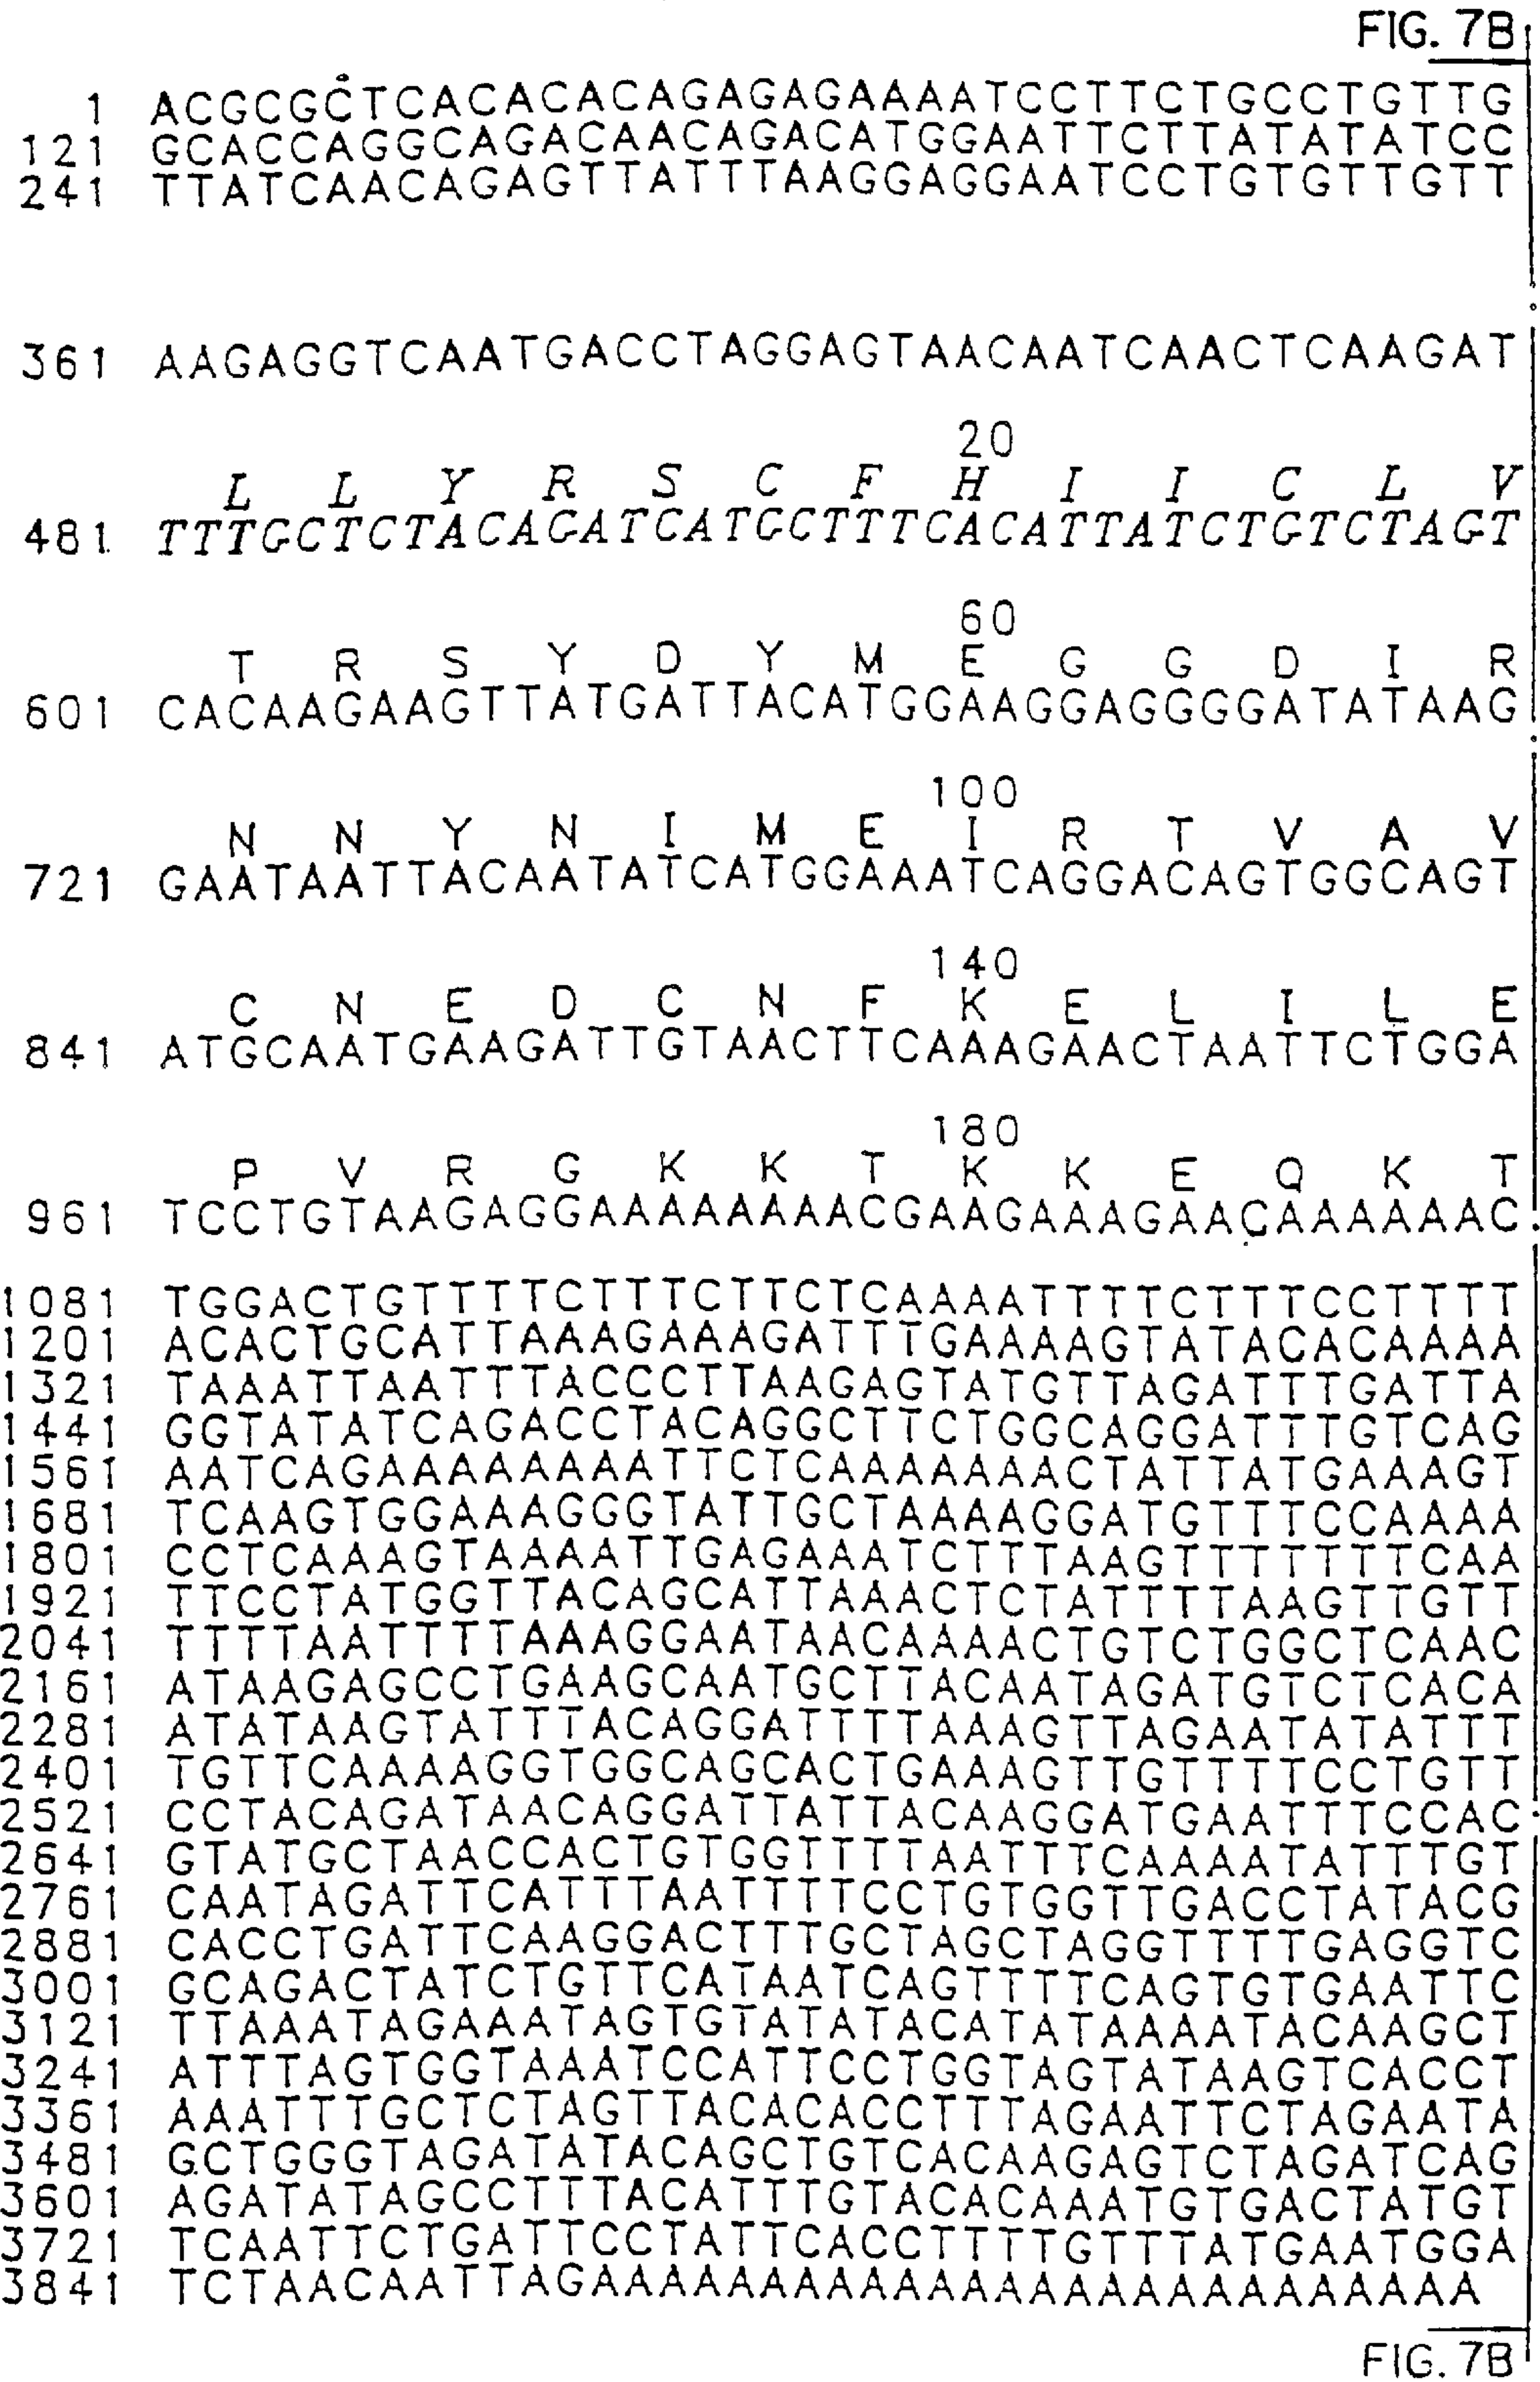 FIG. 7B
1 ACGCGCTCACACACAGAGAGAAAATCCTTCTGCCTGTTG
121 GCACCAGGCAGACAACAGACATGGAATTCTTATATATCC
241 TTATCAACAGAGTTATTTAAGGAGGAATCCTGTGTTGTT
361 AAGAGGTCAATGACCTAGGAGTAACAATCAACTCAAGAT
20
L L Y R S C F H I I C L V
481 TTTGCTCTACAGATCATGCTTTCACATTATCTGTCTAGT
60
T R S Y D Y M E G G D I R
601 CACAAGAAGTTATGATTACATGGAAGGAGGGGATATAAG
100
N N Y N I M E I R T V A V
721 GAATAATTACAATATCATGGAAATCAGGACAGTGGCAGT
140
C N E D C N F K E L I L E
841 ATGCAATGAAGATTGTAACTTCAAAGAACTAATTCTGGA
180
P V R G K K T K K E Q K T
961 TCCTGTAAGAGGAAAAAAAACGAAGAAAGAACAAAAAAC
1081 TGGACTGTTTTCTTTCTTCTCAAAATTTTCTTTCCTTTT
1201 ACACTGCATTAAAGAAAGATTTGAAAAGTATACACAAAA
1321 TAAATTAATTTACCCTTAAGAGTATGTTAGATTTGATTA
1441 GGTATATCAGACCTACAGGCTTCTGGCAGGATTTGTCAG
1561 AATCAGAAAAAAAATTCTCAAAAAAACTATTATGAAAGT
1681 TCAAGTGGAAAGGGTATTGCTAAAAGGATGTTTCCAAAA
1801 CCTCAAAGTAAAATTGAGAAATCTTTAAGTTTTTTTCAA
1921 TTCCTATGGTTACAGCATTAAACTCTATTTTAAGTTGTT
2041 TTTTAATTTTAAAGGAATAACAAAACTGTCTGGCTCAAC
2161 ATAAGAGCCTGAAGCAATGCTTACAATAGATGTCTCACA
2281 ATATAAGTATTTACAGGATTTTAAAGTTAGAATATATTT
2401 TGTTCAAAAGGTGGCAGCACTGAAAGTTGTTTTCCTGTT
2521 CCTACAGATAACAGGATTATTACAAGGATGAATTTCCAC
2641 GTATGCTAACCACTGTGGTTTTAATTTCAAAATATTTGT
2761 CAATAGATTCATTTAATTTTCCTGTGGTTGACCTATACG
2881 CACCTGATTCAAGGACTTTGCTAGCTAGGTTTTGAGGTC
3001 GCAGACTATCTGTTCATAATCAGTTTTCAGTGTGAATTC
3121 TTAAATAGAAATAGTGTATATACATATAAAATACAAGCT
3241 ATTTAGTGGTAAATCCATTCCTGGTAGTATAAGTCACCT
3361 AAATTTGCTCTAGTTACACACCTTTAGAATTCTAGAATA
3481 GCTGGGTAGATATACAGCTGTCACAAGAGTCTAGATCAG
3601 AGATATAGCCTTTACATTTGTACACAAATGTGACTATGT
3721 TCAATTCTGATTCCTATTCACCTTTTGTTTATGAATGGA
3841 TCTAACAATTAGAAAAAAAAAAAAAAAAAAAAAAAAAA
FIG. 7B